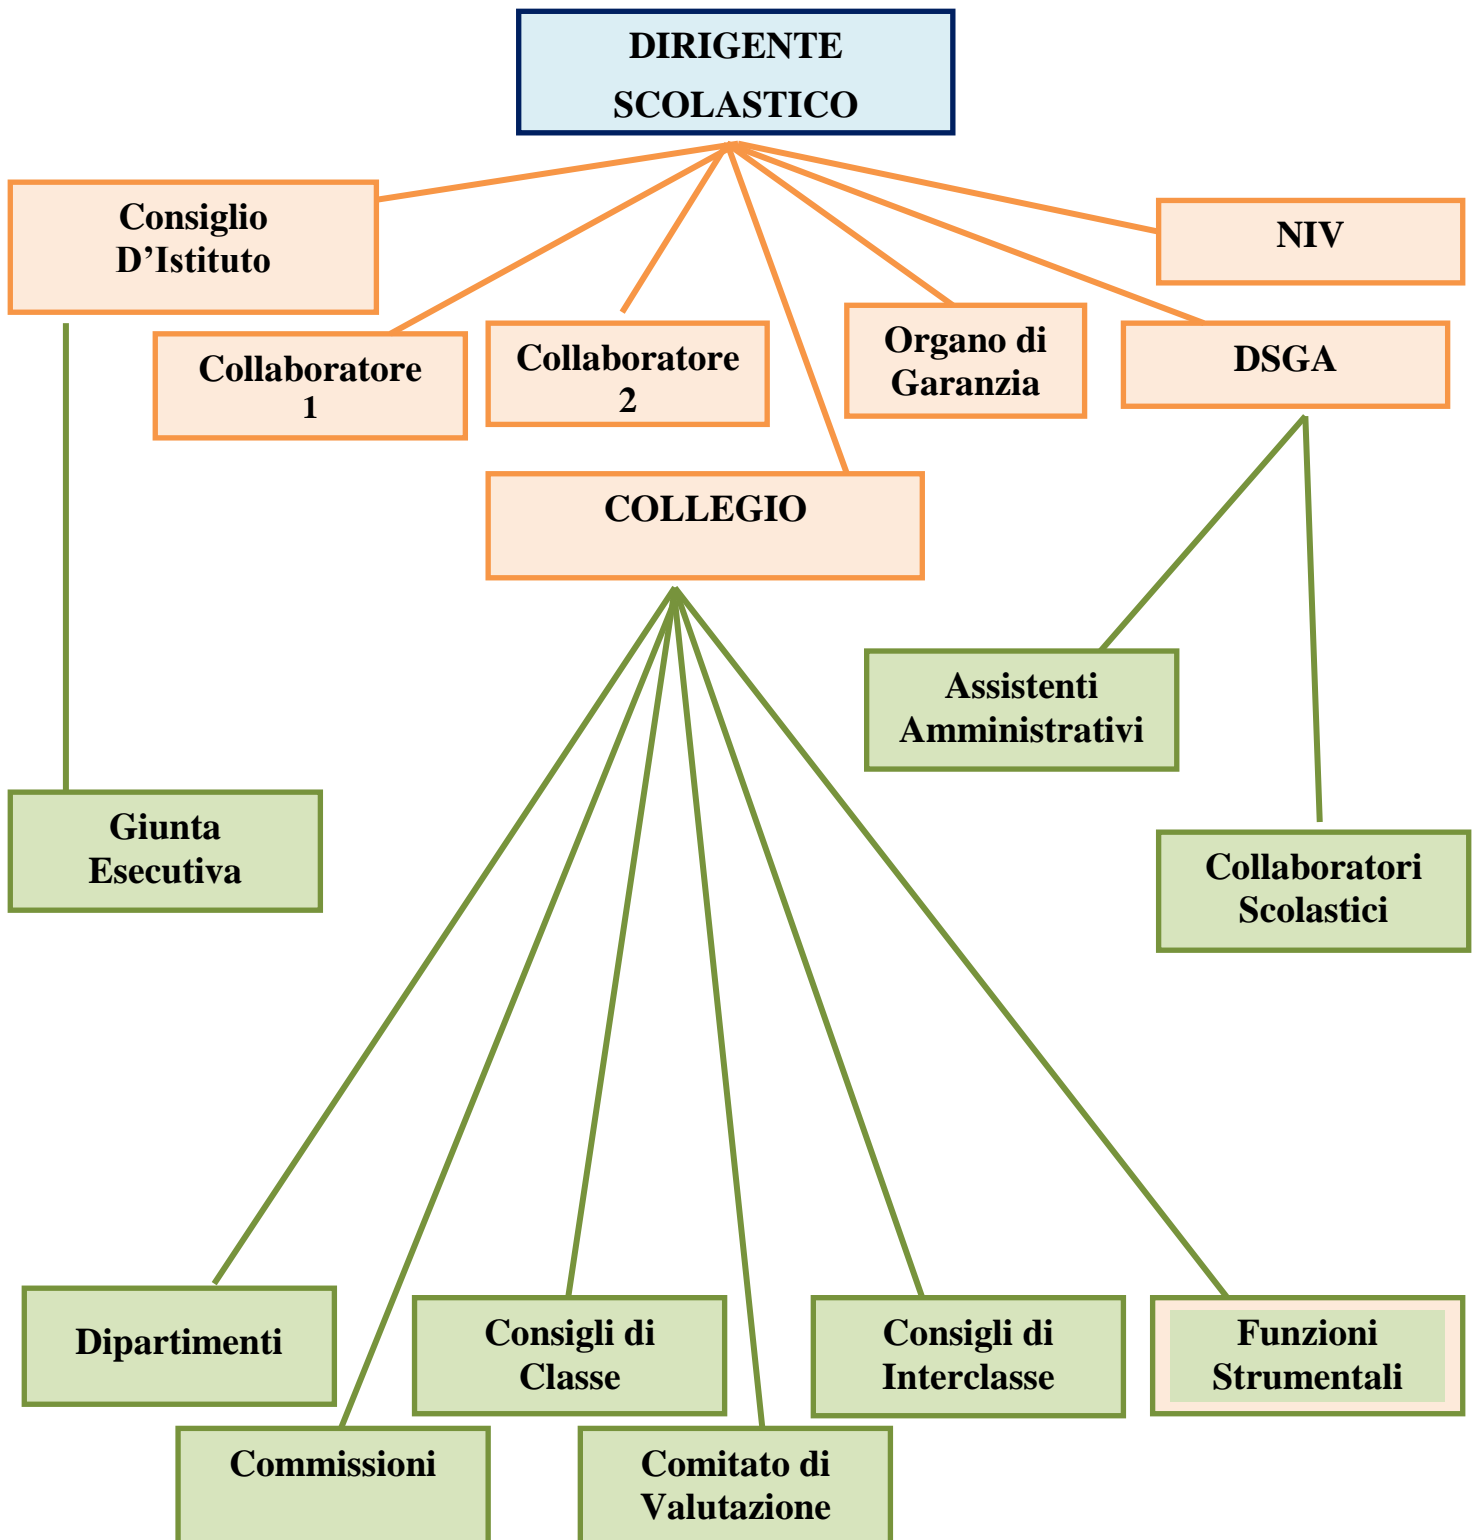 DIRIGENTE
SCOLASTICO
Consiglio
D’Istituto
NIV
Collaboratore
1
Collaboratore
2
Organo di
Garanzia
DSGA
COLLEGIO
Assistenti
Amministrativi
Giunta
Esecutiva
Collaboratori
Scolastici
Dipartimenti
Consigli di
Classe
Consigli di
Interclasse
Funzioni
Strumentali
Commissioni
Comitato di
Valutazione